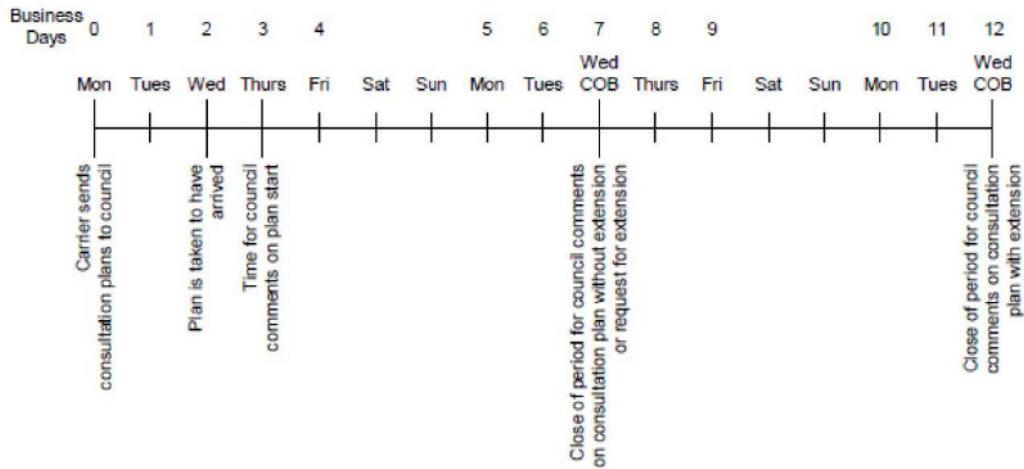 Business
Days 0 1 2 3 4 5 6 7 8 9 10 11 12
Mon Tues Wed Thurs Fri Sat Sun Mon Tues Wed COB Thurs Fri Sat Sun Mon Tues Wed COB
Carrier sends
consultation plans to council
Plan is taken to have
arrived
Time for council
comments on plan start
Close of period for council comments
on consultation plan without extension
or request for extension
Close of period for council
comments on consultation
plan with extension